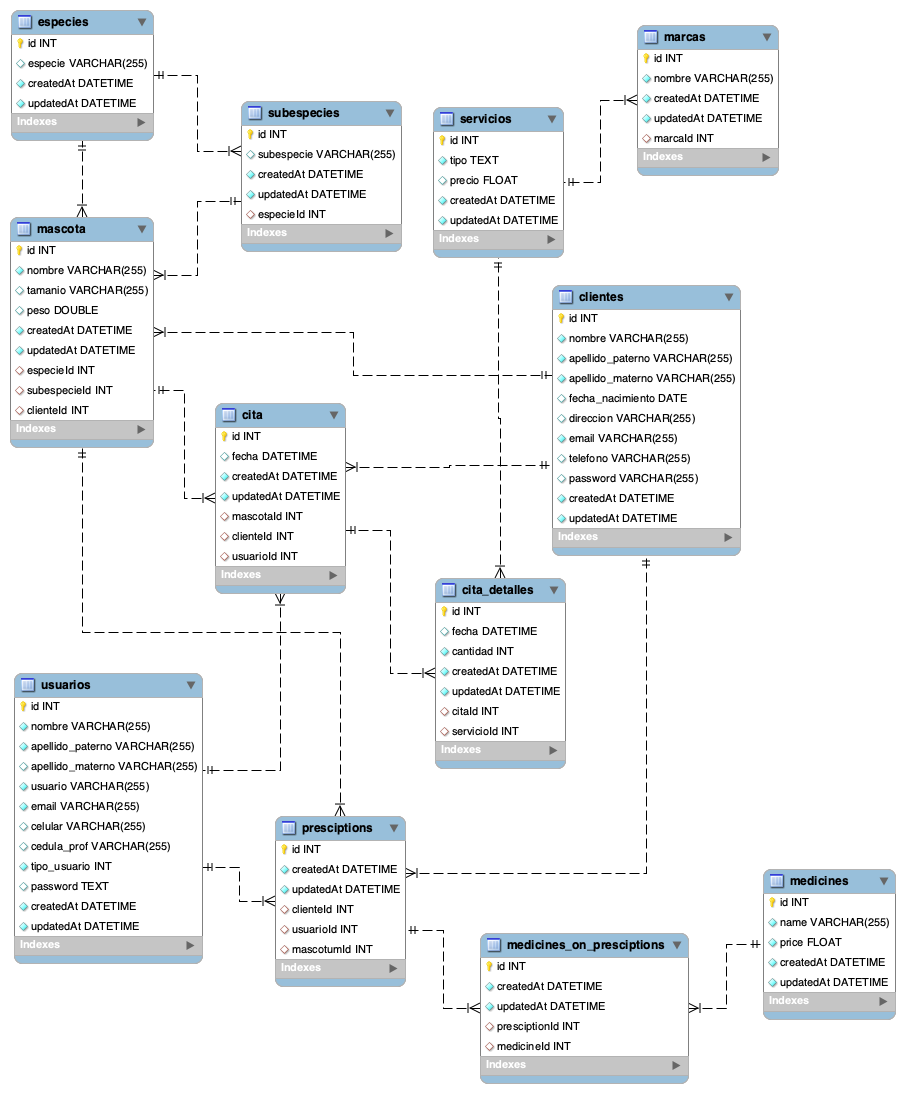 especies
id INT
especie VARCHAR(255)
createdAt DATETIME
updatedAt DATETIME
Indexes
marcas
id INT
nombre VARCHAR(255)
createdAt DATETIME
updatedAt DATETIME
marcaId INT
Indexes
subespecies
id INT
subespecie VARCHAR(255)
createdAt DATETIME
updatedAt DATETIME
especieId INT
Indexes
servicios
id INT
tipo TEXT
precio FLOAT
createdAt DATETIME
updatedAt DATETIME
Indexes
mascota
id INT
nombre VARCHAR(255)
tamanio VARCHAR(255)
peso DOUBLE
createdAt DATETIME
updatedAt DATETIME
especieId INT
subespecieId INT
clienteId INT
Indexes
clientes
id INT
nombre VARCHAR(255)
apellido_paterno VARCHAR(255)
apellido_materno VARCHAR(255)
fecha_nacimiento DATE
direccion VARCHAR(255)
email VARCHAR(255)
telefono VARCHAR(255)
password VARCHAR(255)
createdAt DATETIME
updatedAt DATETIME
Indexes
cita
id INT
fecha DATETIME
createdAt DATETIME
updatedAt DATETIME
mascotaId INT
clienteId INT
usuarioId INT
Indexes
cita_detalles
id INT
fecha DATETIME
cantidad INT
createdAt DATETIME
updatedAt DATETIME
citaId INT
servicioId INT
Indexes
usuarios
id INT
nombre VARCHAR(255)
apellido_paterno VARCHAR(255)
apellido_materno VARCHAR(255)
usuario VARCHAR(255)
email VARCHAR(255)
celular VARCHAR(255)
cedula_prof VARCHAR(255)
tipo_usuario INT
password TEXT
createdAt DATETIME
updatedAt DATETIME
Indexes
presciptions
id INT
createdAt DATETIME
updatedAt DATETIME
clienteId INT
usuarioId INT
mascotumId INT
Indexes
medicines
id INT
name VARCHAR(255)
price FLOAT
createdAt DATETIME
updatedAt DATETIME
Indexes
medicines_on_presciptions
id INT
createdAt DATETIME
updatedAt DATETIME
presciptionId INT
medicineId INT
Indexes